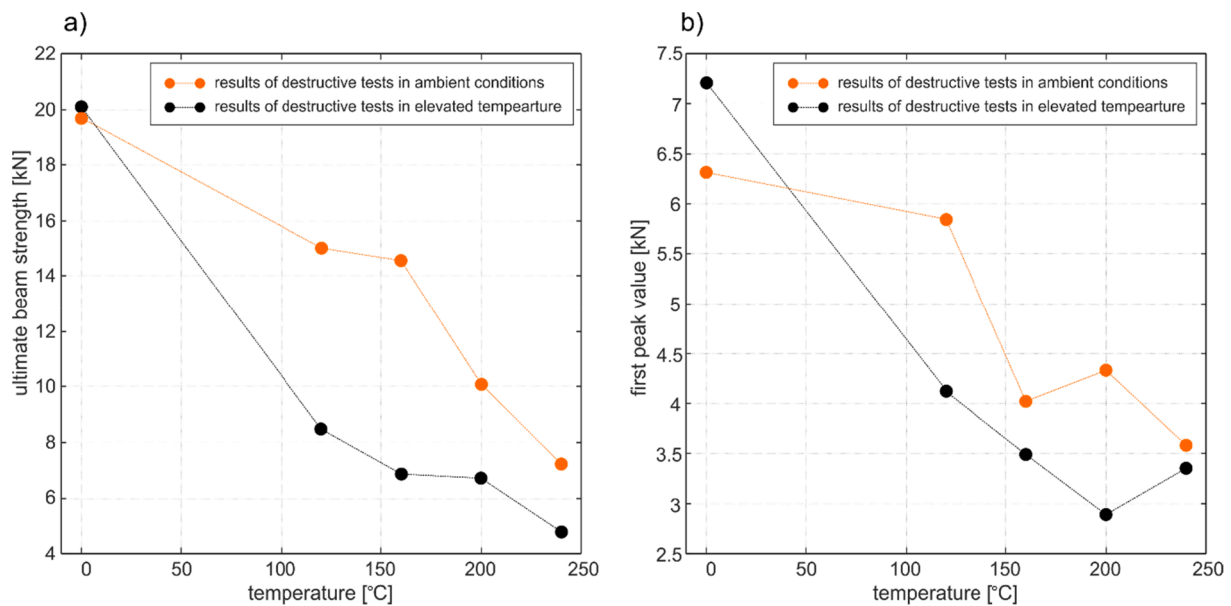 a)
22
20
18
16
14
12
10
8
6
4
ultimate beam strength [kN]
results of destructive tests in ambient conditions
results of destructive tests in elevated tempearture
0 50 100 150 200 250
temperature [°C]
b)
7.5
7
6.5
6
5.5
5
4.5
4
3.5
3
2.5
first peak value [kN]
results of destructive tests in ambient conditions
results of destructive tests in elevated tempearture
0 50 100 150 200 250
temperature [°C]